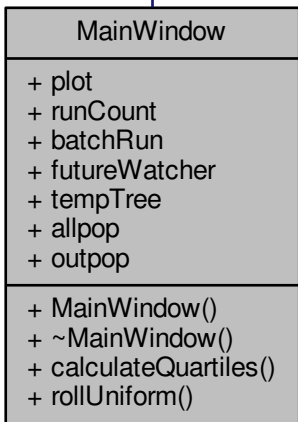 MainWindow
+ plot
+ runCount
+ batchRun
+ futureWatcher
+ tempTree
+ allpop
+ outpop
+ MainWindow()
+ ~MainWindow()
+ calculateQuartiles()
+ rollUniform()